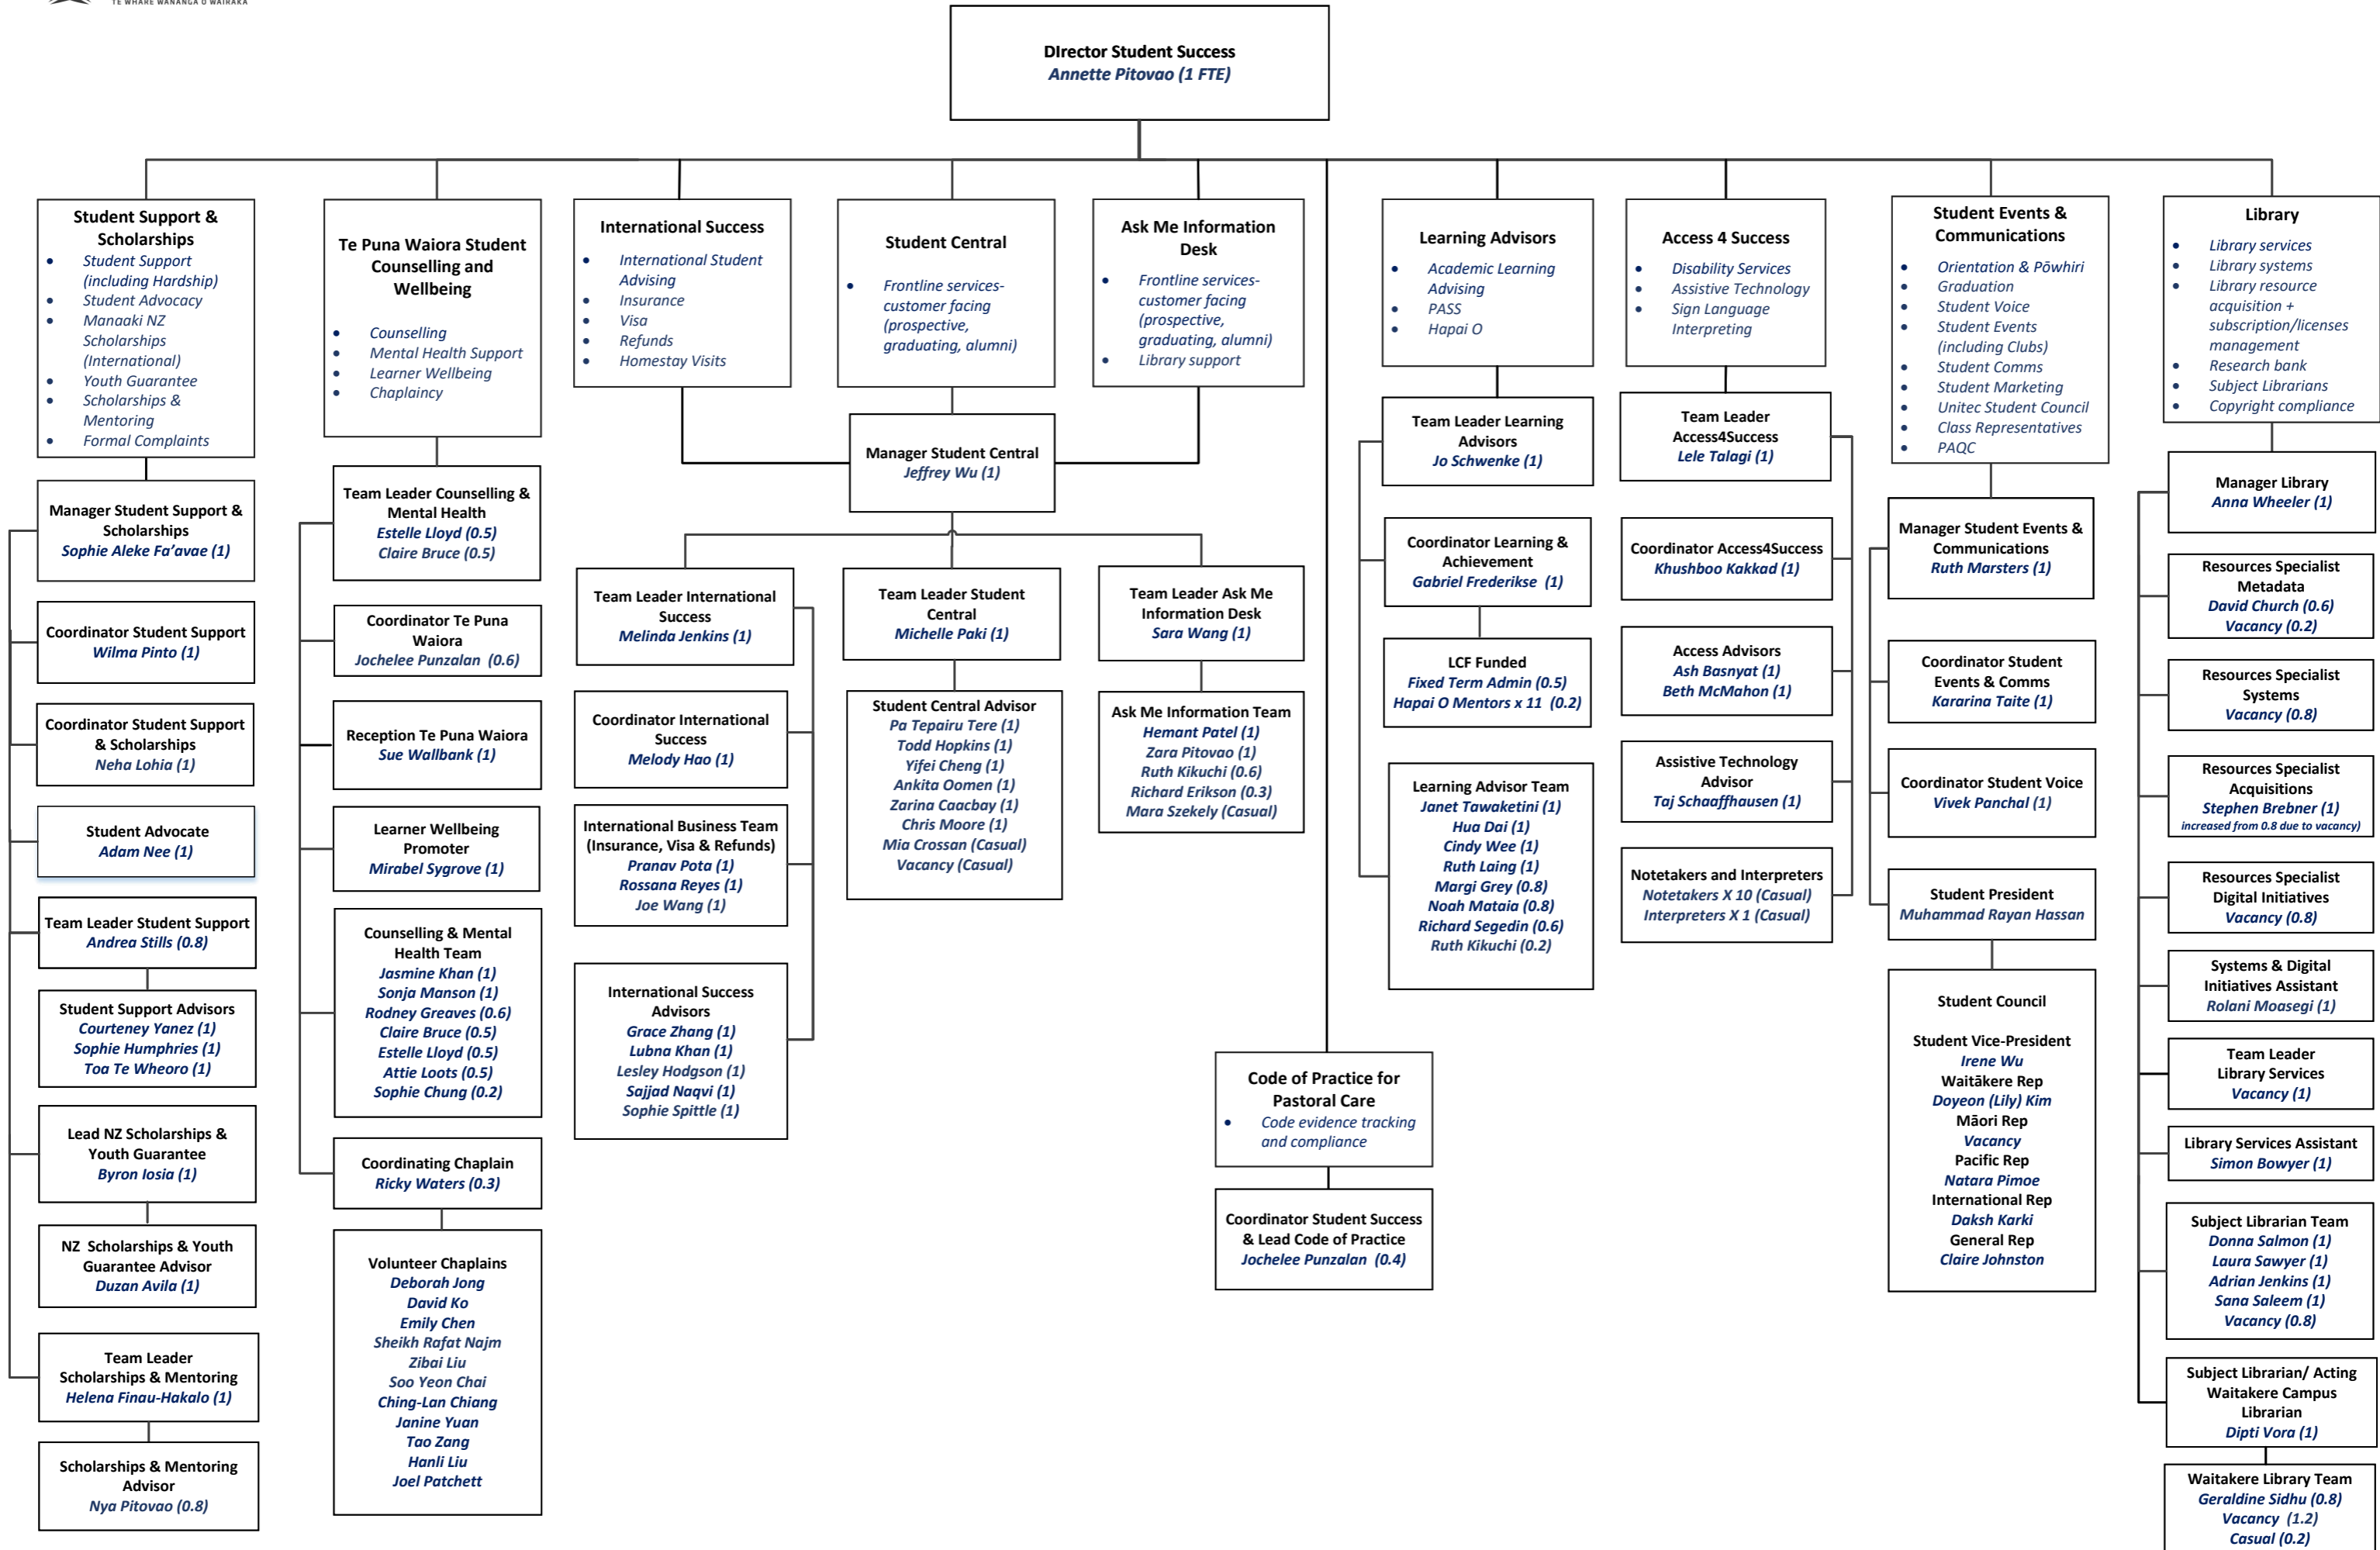 TE WHARE WĀNANGA O WAIRAKA
DIrector Student Success
Annette Pitovao (1 FTE)
Student Support &
Scholarships
• Student Support
(including Hardship)
• Student Advocacy
• Manaaki NZ
Scholarships
(International)
• Youth Guarantee
• Scholarships &
Mentoring
• Formal Complaints
Manager Student Support &
Scholarships
Sophie Aleke Fa’avae (1)
Coordinator Student Support
Wilma Pinto (1)
Coordinator Student Support
& Scholarships
Neha Lohia (1)
Student Advocate
Adam Nee (1)
Team Leader Student Support
Andrea Stills (0.8)
Student Support Advisors
Courteney Yanez (1)
Sophie Humphries (1)
Toa Te Wheoro (1)
Lead NZ Scholarships &
Youth Guarantee
Byron Iosia (1)
NZ Scholarships & Youth
Guarantee Advisor
Duzan Avila (1)
Team Leader
Scholarships & Mentoring
Helena Finau-Hakalo (1)
Scholarships & Mentoring
Advisor
Nya Pitovao (0.8)
Te Puna Waiora Student
Counselling and
Wellbeing
• Counselling
• Mental Health Support
• Learner Wellbeing
• Chaplaincy
Team Leader Counselling &
Mental Health
Estelle Lloyd (0.5)
Claire Bruce (0.5)
Coordinator Te Puna
Waiora
Jochelee Punzalan (0.6)
Reception Te Puna Waiora
Sue Wallbank (1)
Learner Wellbeing
Promoter
Mirabel Sygrove (1)
Counselling & Mental
Health Team
Jasmine Khan (1)
Sonja Manson (1)
Rodney Greaves (0.6)
Claire Bruce (0.5)
Estelle Lloyd (0.5)
Attie Loots (0.5)
Sophie Chung (0.2)
Coordinating Chaplain
Ricky Waters (0.3)
Volunteer Chaplains
Deborah Jong
David Ko
Emily Chen
Sheikh Rafat Najm
Zibai Liu
Soo Yeon Chai
Ching-Lan Chiang
Janine Yuan
Tao Zang
Hanli Liu
Joel Patchett
International Success
• International Student
Advising
• Insurance
• Visa
• Refunds
• Homestay Visits
Student Central
• Frontline services-
customer facing
(prospective,
graduating, alumni)
Ask Me Information
Desk
• Frontline services-
customer facing
(prospective,
graduating, alumni)
• Library support
Manager Student Central
Jeffrey Wu (1)
Team Leader International
Success
Melinda Jenkins (1)
Coordinator International
Success
Melody Hao (1)
International Business Team
(Insurance, Visa & Refunds)
Pranav Pota (1)
Rossana Reyes (1)
Joe Wang (1)
International Success
Advisors
Grace Zhang (1)
Lubna Khan (1)
Lesley Hodgson (1)
Sajjad Naqvi (1)
Sophie Spittle (1)
Team Leader Student
Central
Michelle Paki (1)
Student Central Advisor
Pa Tepairu Tere (1)
Todd Hopkins (1)
Yifei Cheng (1)
Ankita Oomen (1)
Zarina Caacbay (1)
Chris Moore (1)
Mia Crossan (Casual)
Vacancy (Casual)
Team Leader Ask Me
Information Desk
Sara Wang (1)
Ask Me Information Team
Hemant Patel (1)
Zara Pitovao (1)
Ruth Kikuchi (0.6)
Richard Erikson (0.3)
Mara Szekely (Casual)
Code of Practice for
Pastoral Care
• Code evidence tracking
and compliance
Coordinator Student Success
& Lead Code of Practice
Jochelee Punzalan (0.4)
Learning Advisors
• Academic Learning
Advising
• PASS
• Hapai O
Team Leader Learning
Advisors
Jo Schwenke (1)
Coordinator Learning &
Achievement
Gabriel Frederikse (1)
LCF Funded
Fixed Term Admin (0.5)
Hapai O Mentors x 11 (0.2)
Learning Advisor Team
Janet Tawaketini (1)
Hua Dai (1)
Cindy Wee (1)
Ruth Laing (1)
Margi Grey (0.8)
Noah Mataia (0.8)
Richard Segedin (0.6)
Ruth Kikuchi (0.2)
Access 4 Success
• Disability Services
• Assistive Technology
• Sign Language
Interpreting
Team Leader
Access4Success
Lele Talagi (1)
Coordinator Access4Success
Khushboo Kakkad (1)
Access Advisors
Ash Basnyat (1)
Beth McMahon (1)
Assistive Technology
Advisor
Taj Schaaffhausen (1)
Notetakers and Interpreters
Notetakers X 10 (Casual)
Interpreters X 1 (Casual)
Student Events &
Communications
• Orientation & Pōwhiri
• Graduation
• Student Voice
• Student Events
(including Clubs)
• Student Comms
• Student Marketing
• Unitec Student Council
• Class Representatives
• PAQC
Manager Student Events &
Communications
Ruth Marsters (1)
Coordinator Student
Events & Comms
Kararina Taite (1)
Coordinator Student Voice
Vivek Panchal (1)
Student President
Muhammad Rayan Hassan
Student Council
Student Vice-President
Irene Wu
Waitākere Rep
Doyeon (Lily) Kim
Māori Rep
Vacancy
Pacific Rep
Natara Pimoe
International Rep
Daksh Karki
General Rep
Claire Johnston
Library
• Library services
• Library systems
• Library resource
acquisition +
subscription/licenses
management
• Research bank
• Subject Librarians
• Copyright compliance
Manager Library
Anna Wheeler (1)
Resources Specialist
Metadata
David Church (0.6)
Vacancy (0.2)
Resources Specialist
Systems
Vacancy (0.8)
Resources Specialist
Acquisitions
Stephen Brebner (1)
increased from 0.8 due to vacancy)
Resources Specialist
Digital Initiatives
Vacancy (0.8)
Systems & Digital
Initiatives Assistant
Rolani Moasegi (1)
Team Leader
Library Services
Vacancy (1)
Library Services Assistant
Simon Bowyer (1)
Subject Librarian Team
Donna Salmon (1)
Laura Sawyer (1)
Adrian Jenkins (1)
Sana Saleem (1)
Vacancy (0.8)
Subject Librarian/ Acting
Waitakere Campus
Librarian
Dipti Vora (1)
Waitakere Library Team
Geraldine Sidhu (0.8)
Vacancy (1.2)
Casual (0.2)